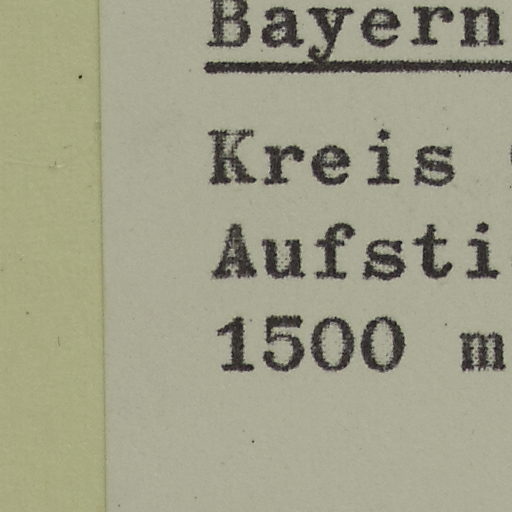 Bayern
Kreis
Aufsti
1500 m